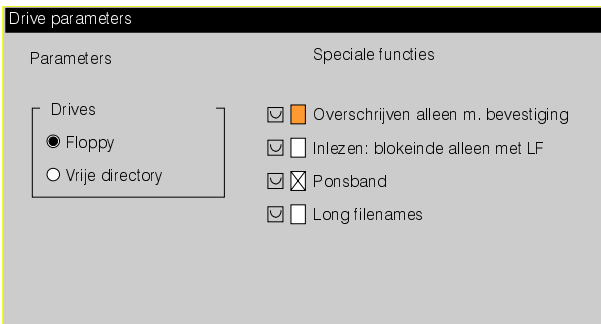 Drive parameters
Parameters
Speciale functies
Drives
Floppy
Vrije directory
Overschrijven alleen m. bevestiging
Inlezen: blokeinde alleen met LF
Ponsband
Long filenames